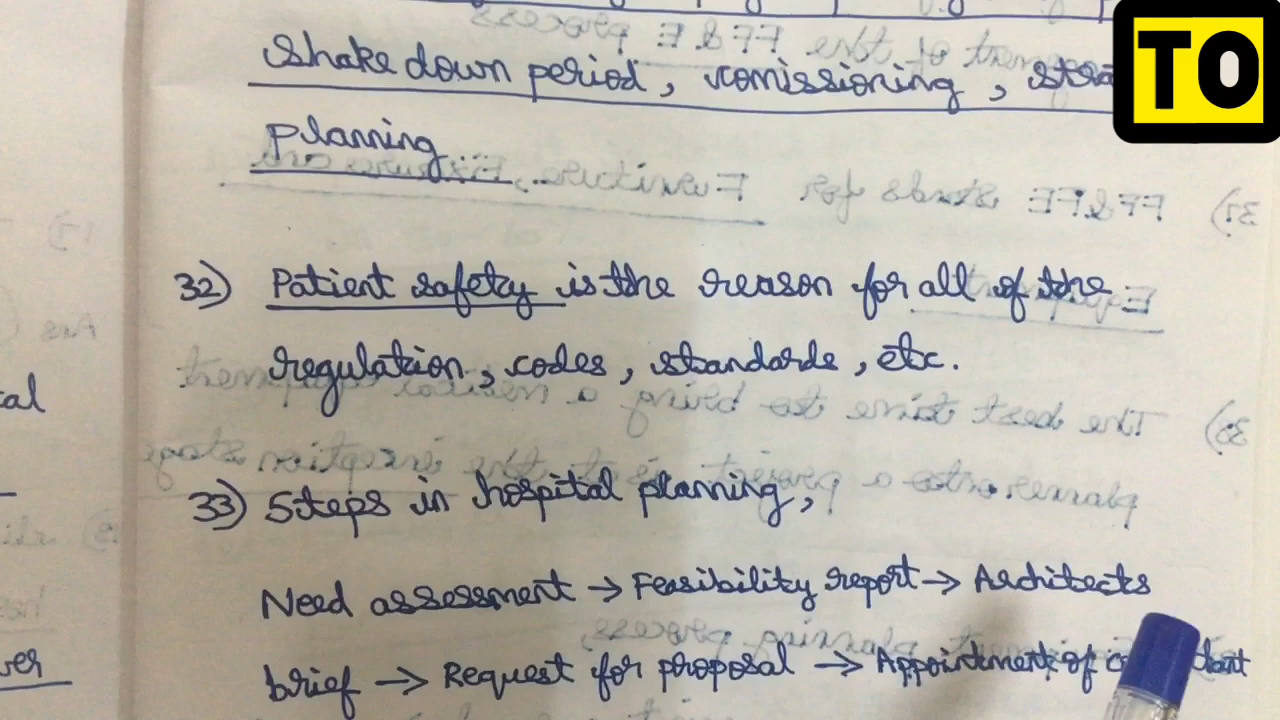 TO
Shake down period, comissioning,
planning...
32) Patient safety is the reason for all of the
regulation, codes, standards, etc.
33) Steps in hospital planning,
Need assessment → Feasibility report → Architects
brief → Request for proposal → Appointment of